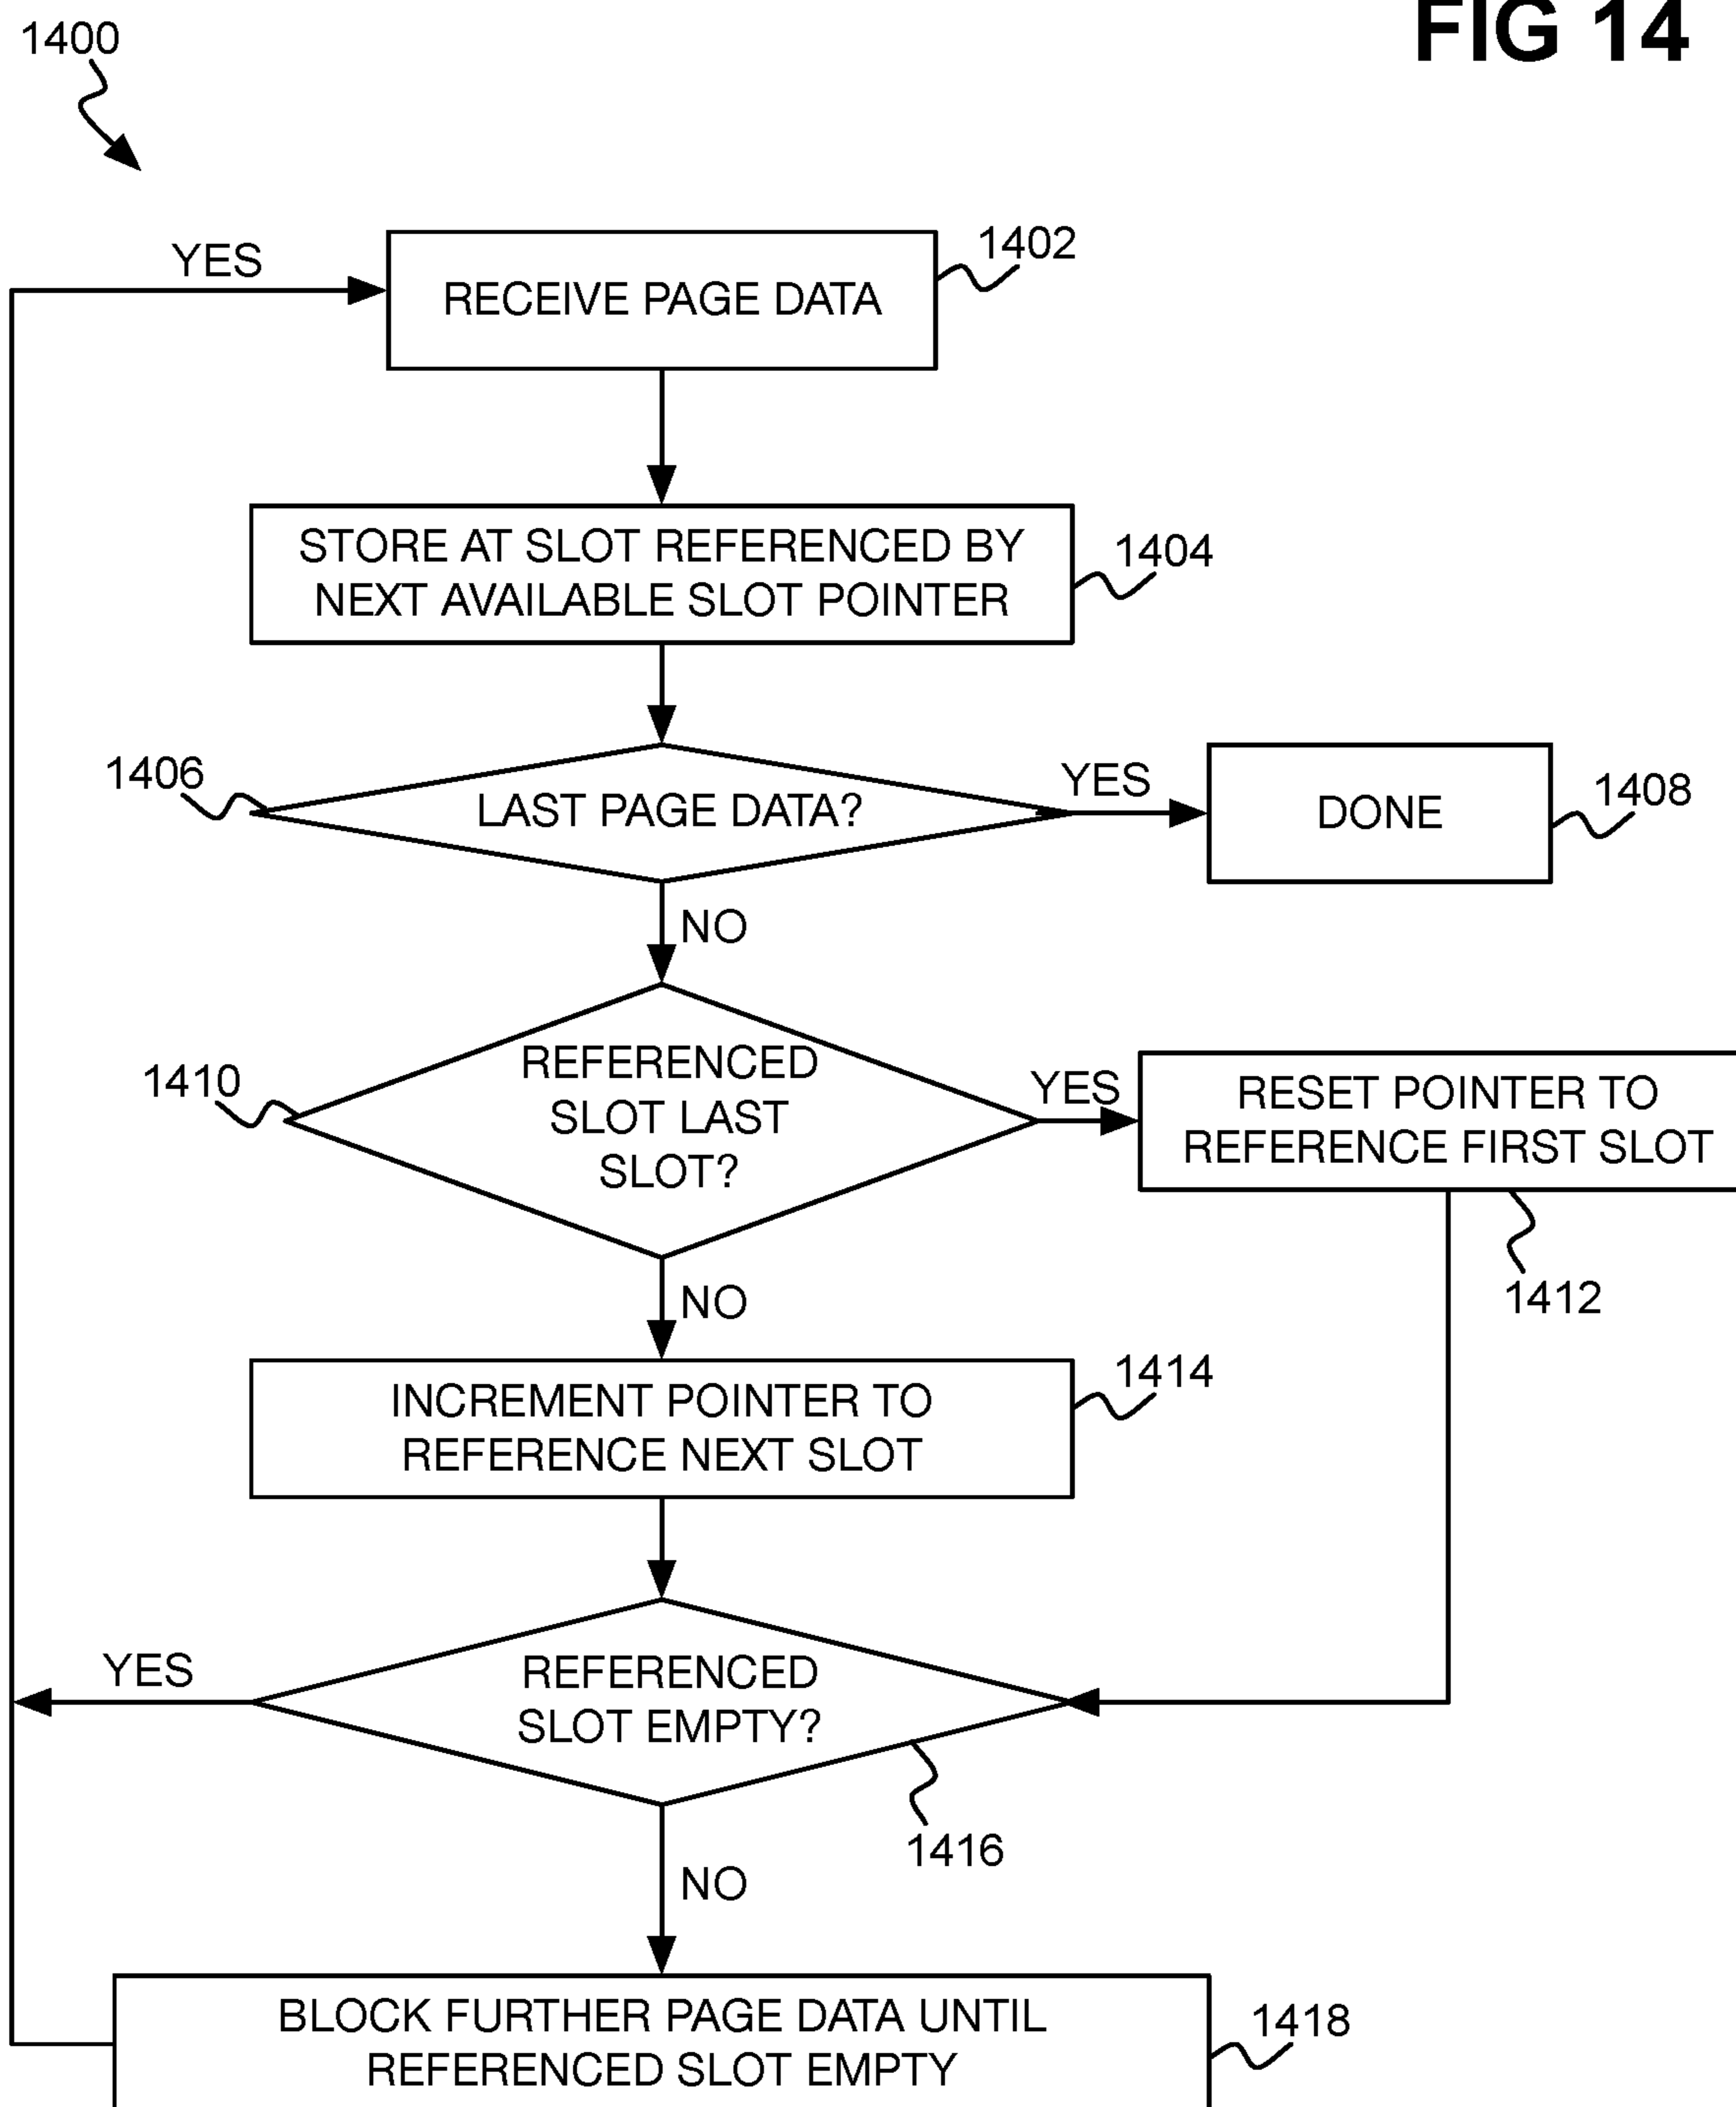 FIG 14
1400
YES
RECEIVE PAGE DATA
1402
STORE AT SLOT REFERENCED BY
NEXT AVAILABLE SLOT POINTER
1404
1406
LAST PAGE DATA?
YES
DONE
1408
NO
1410
REFERENCED
SLOT LAST
SLOT?
YES
RESET POINTER TO
REFERENCE FIRST SLOT
1412
NO
INCREMENT POINTER TO
REFERENCE NEXT SLOT
1414
YES
REFERENCED
SLOT EMPTY?
1416
NO
BLOCK FURTHER PAGE DATA UNTIL
REFERENCED SLOT EMPTY
1418